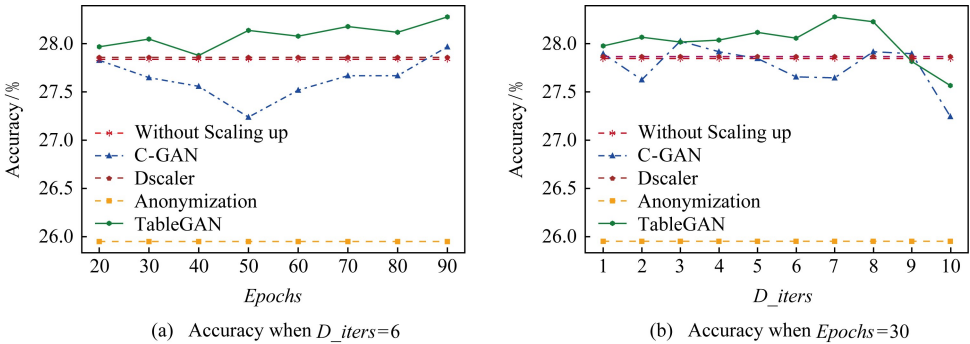 28.0
27.5
27.0
26.5
26.0
Accuracy/%
Without Scaling up
C-GAN
Dscaler
Anonymization
TableGAN
20 30 40 50 60 70 80 90
Epochs
(a) Accuracy when D_iters=6
28.0
27.5
27.0
26.5
26.0
Accuracy/%
Without Scaling up
C-GAN
Dscaler
Anonymization
TableGAN
1 2 3 4 5 6 7 8 9 10
D_iters
(b) Accuracy when Epochs=30